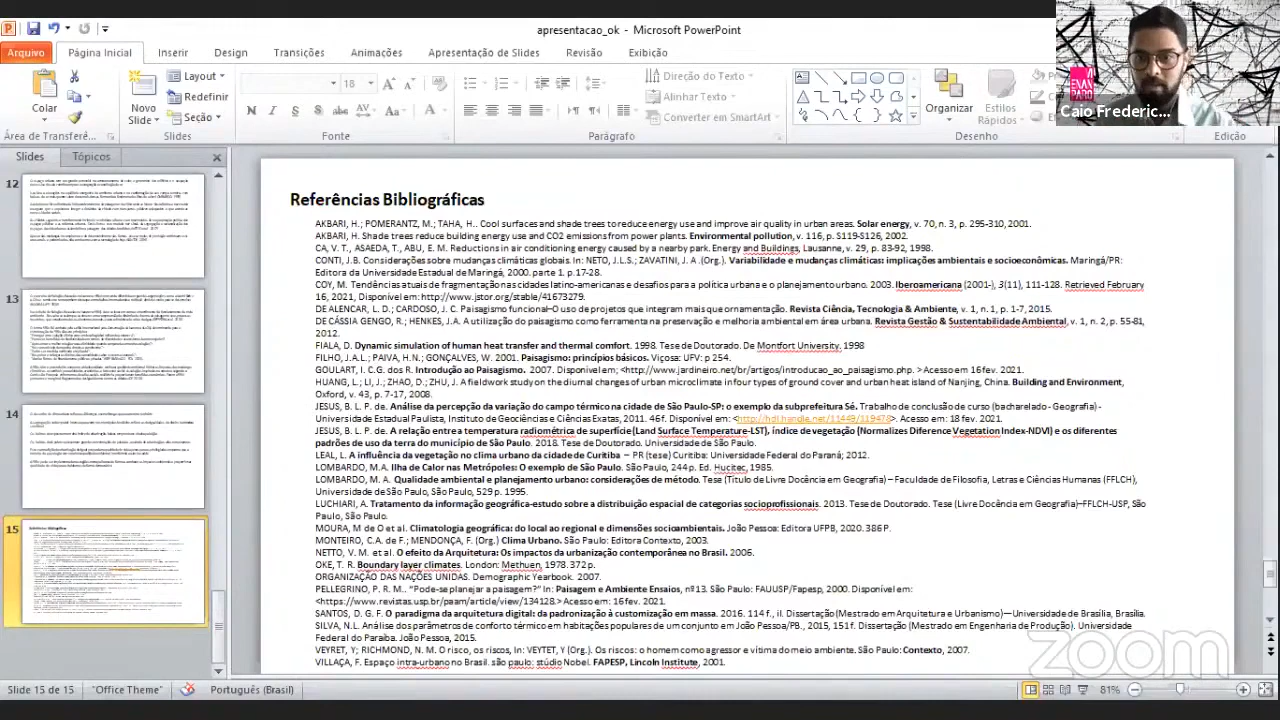 apresentacao_ok - Microsoft PowerPoint
Arquivo Página Inicial Inserir Design Transições Animações Apresentação de Slides Revisão Exibição
Colar
Novo Slide
Layout
Redefinir
Seção
18
Direção do Texto
Alinhar Texto
Converter em SmartArt
Organizar
Estilos Rápidos
Caio Frederic...
Área de Transferê... Slides Fonte Parágrafo Desenho Edição
Slides Tópicos
12
13
14
15
Referências Bibliográficas
AKBARI, H.; POMERANTZ, M.; TAHA, H.. Cool surfaces and shade trees to reduce energy use and improve air quality in urban areas. Solar energy, v. 70, n. 3, p. 295-310, 2001.
AKBARI, H. Shade trees reduce building energy use and CO2 emissions from power plants. Environmental pollution, v. 116, p. S119-S126, 2002.
CA, V. T., ASAEDA, T., ABU, E. M. Reductions in air conditioning energy caused by a nearby park. Energy and Buildings, Lausanne, v. 29, p. 83-92, 1998.
CONTI, J.B. Considerações sobre mudanças climáticas globais. In: NETO, J.L.S.; ZAVATINI, J. A .(Org.). Variabilidade e mudanças climáticas: implicações ambientais e socioeconômicas. Maringá/PR:
Editora da Universidade Estadual de Maringá, 2000. parte 1. p.17-28.
COY, M. Tendências atuais de fragmentação nas cidades latino-americanas e desafios para a política urbana e o planejamento urbano. 2003. Iberoamericana (2001-), 3(11), 111-128. Retrieved February
16, 2021, Disponível em: http://www.jstor.org/stable/41673279.
DE ALENCAR, L. D.; CARDOSO, J. C. Paisagismo funcional–O uso de projetos que integram mais que ornamentação. Revista Ciência, Tecnologia & Ambiente, v. 1, n. 1, p. 1-7, 2015.
DE CÁSSIA GENGO, R.; HENKES, J.A. A utilização do paisagismo como ferramenta na preservação e melhoria ambiental em área urbana. Revista Gestão & Sustentabilidade Ambiental, v. 1, n. 2, p. 55-81,
2012.
FIALA, D. Dynamic simulation of human heat transfer and thermal comfort. 1998. Tese de Doutorado. De Montfort University. 1998
FILHO, J.A.L.; PAIVA, H.N.; GONÇALVES, W. 2001. Paisagismo: princípios básicos. Viçosa: UFV: p 254.
GOULART, I. C.G. dos R. Introdução ao Paisagismo. 2007. Disponível em; <http://www.jardineiro.net/br/artigos/introducao_ao_paisagismo.php. > Acesso em 16fev. 2021.
HUANG, L.; LI, J.; ZHAO, D.; ZHU, J. A fieldwork study on the diurnal changes of urban microclimate in four types of ground cover and urban heat island of Nanjing, China. Building and Environment,
Oxford, v. 43, p. 7-17, 2008.
JESUS, B. L. P. de. Análise da percepção da variação do campo térmico na cidade de São Paulo-SP: o exemplo da subprefeitura Sé, Trabalho de conclusão de curso (bacharelado - Geografia) -
Universidade Estadual Paulista, Instituto de Geociências e Ciências Exatas, 2011. 46f. Disponível em: <http://hdl.handle.net/11449/119478>. Acesso em: 18 fev. 2021.
JESUS, B. L. P. de. A relação entre a temperatura radiométrica de superfície(Land Surface Temperature-LST), índice de vegetação (Normalizes Diference Vegetation Index-NDVI) e os diferentes
padrões de uso da terra do município de São Paulo. 2018. Tese de Doutorado. Universidade de São Paulo.
LEAL, L. A influência da vegetação no clima urbano da cidade de Curitiba – PR (tese) Curitiba: Universidade Federal do Paraná; 2012.
LOMBARDO, M.A. Ilha de Calor nas Metrópoles: O exemplo de São Paulo. São Paulo, 244 p. Ed. Hucitec, 1985.
LOMBARDO, M. A. Qualidade ambiental e planejamento urbano: considerações de método. Tese (Título de Livre Docência em Geografia) – Faculdade de Filosofia, Letras e Ciências Humanas (FFLCH),
Universidade de São Paulo, São Paulo, 529 p. 1995.
LUCHIARI, A. Tratamento da informação geográfica-estudo sobre a distribuição espacial de categorias socioprofissionais. 2013. Tese de Doutorado. Tese (Livre Docência em Geografia)–FFLCH-USP, São
Paulo, São Paulo.
MOURA, M de O et al. Climatologia geográfica: do local ao regional e dimensões socioambientais. João Pessoa: Editora UFPB, 2020. 386 P.
MONTEIRO, C.A. de F.; MENDONÇA, F. (Org.) Clima Urbano. São Paulo: Editora Contexto, 2003.
NETTO, V. M. et al. O efeito da Arquitetura: os impactos da urbanização contemporânea no Brasil. 2006.
OKE, T. R. Boundary layer climates.
ORGANIZAÇÃO DAS NAÇÕES UNIDAS. Demographic Yearbook. 2007.
PELLEGRINO, P. R. M.. "Pode-se planejar a paisagem?" In: Paisagem e Ambiente Ensaios, nº13. São Paulo. FAUUSP/Fapesp, 2000. Disponível em:
<https://www.revistas.usp.br/paam/article/view/134128.> Acesso em: 16fev. 2021.
SANTOS, D. G. F. O paradigma da arquitetura digital: da padronização à customização em massa. 2016. 114 f., il. Dissertação(Mestrado em Arquitetura e Urbanismo)—Universidade de Brasília, Brasília.
SILVA, N.L. Análise dos parâmetros de conforto térmico em habitações populares de um conjunto em João Pessoa/PB., 2015, 151f. Dissertação (Mestrado em Engenharia de Produção). Universidade
Federal do Paraíba. João Pessoa, 2015.
VEYRET, Y; RICHMOND, N. M. O risco, os riscos, In: VEYTET, Y (Org.). Os riscos: o homem como agressor e vítima do meio ambiente. São Paulo: Contexto, 2007.
VILLAÇA, F. Espaço intra-urbano no Brasil. são paulo: stúdio Nobel. FAPESP, Lincoln Institute, 2001.
zoom
Slide 15 de 15 "Office Theme" Português (Brasil) 81%